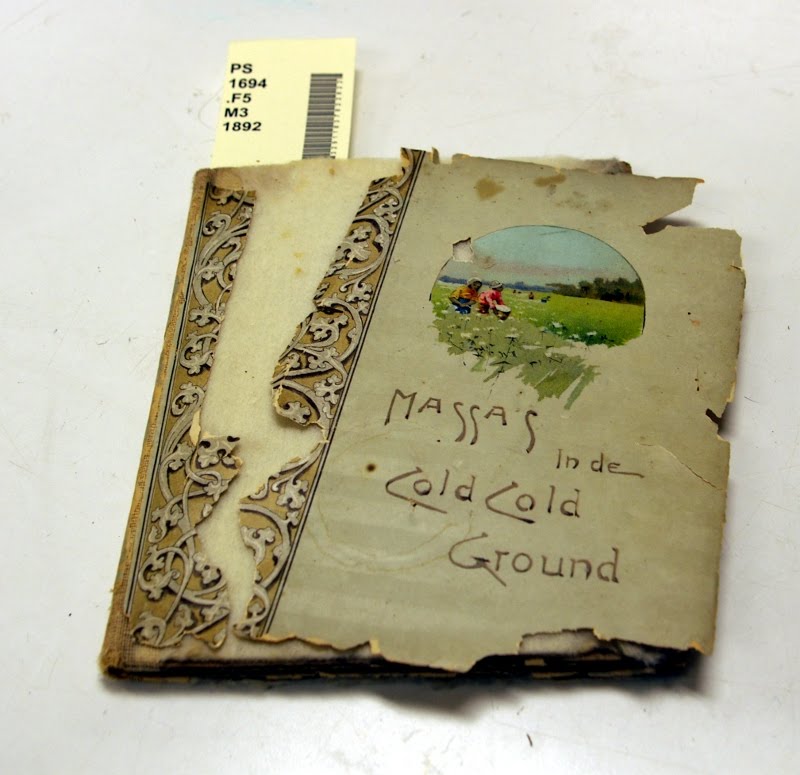 PS
1694
.F5
M3
1892
MASSA'S
In de
Cold Cold
Ground